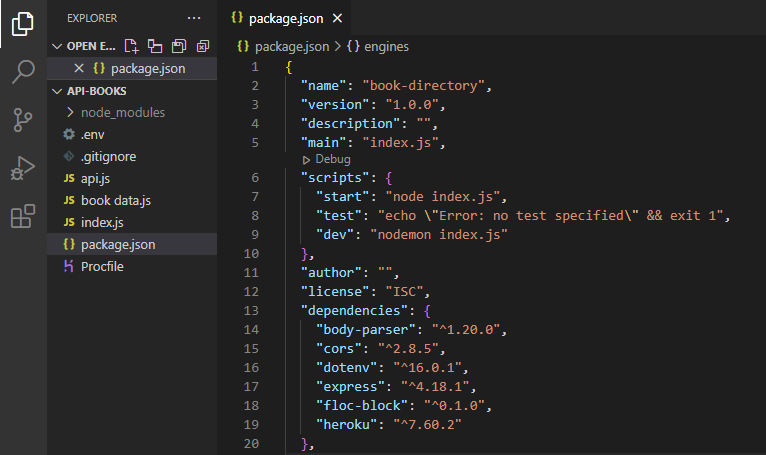 EXPLORER
OPEN E...
package.json
API-BOOKS
node_modules
.env
.gitignore
JS api.js
JS book data.js
JS index.js
{} package.json
Procfile
{} package.json
{} package.json > {} engines
1 {
2 "name": "book-directory",
3 "version": "1.0.0",
4 "description": "",
5 "main": "index.js",
Debug
6 "scripts": {
7 "start": "node index.js",
8 "test": "echo \"Error: no test specified\" && exit 1",
9 "dev": "nodemon index.js"
10 },
11 "author": "",
12 "license": "ISC",
13 "dependencies": {
14 "body-parser": "^1.20.0",
15 "cors": "^2.8.5",
16 "dotenv": "^16.0.1",
17 "express": "^4.18.1",
18 "floc-block": "^0.1.0",
19 "heroku": "^7.60.2"
20 },